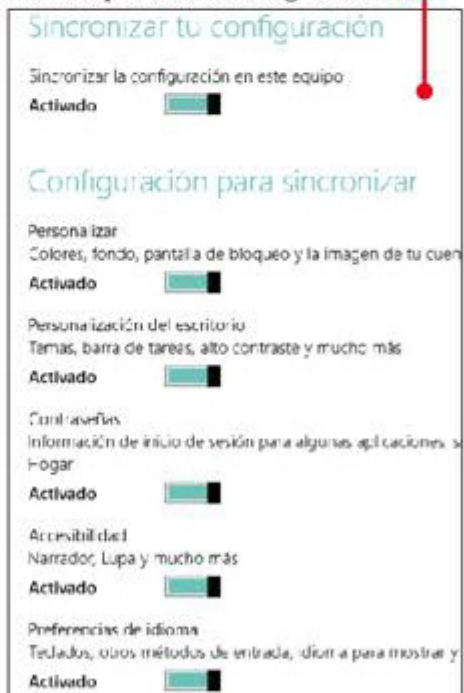 Sincronizar tu configuración
Sincronizar la configuración en este equipo
Activado
Configuración para sincronizar
Personalizar
Colores, fondo, pantalla de bloqueo y la imagen de tu cuen
Activado
Personalización del escritorio
Temas, barra de tareas, alto contraste y mucho más
Activado
Contraseñas
Información de inicio de sesión para algunas aplicaciones, s
Hogar
Activado
Accesibilidad
Narrador, Lupa y mucho más
Activado
Preferencias de idioma
Teclados, otros métodos de entrada, idioma para mostrar y
Activado